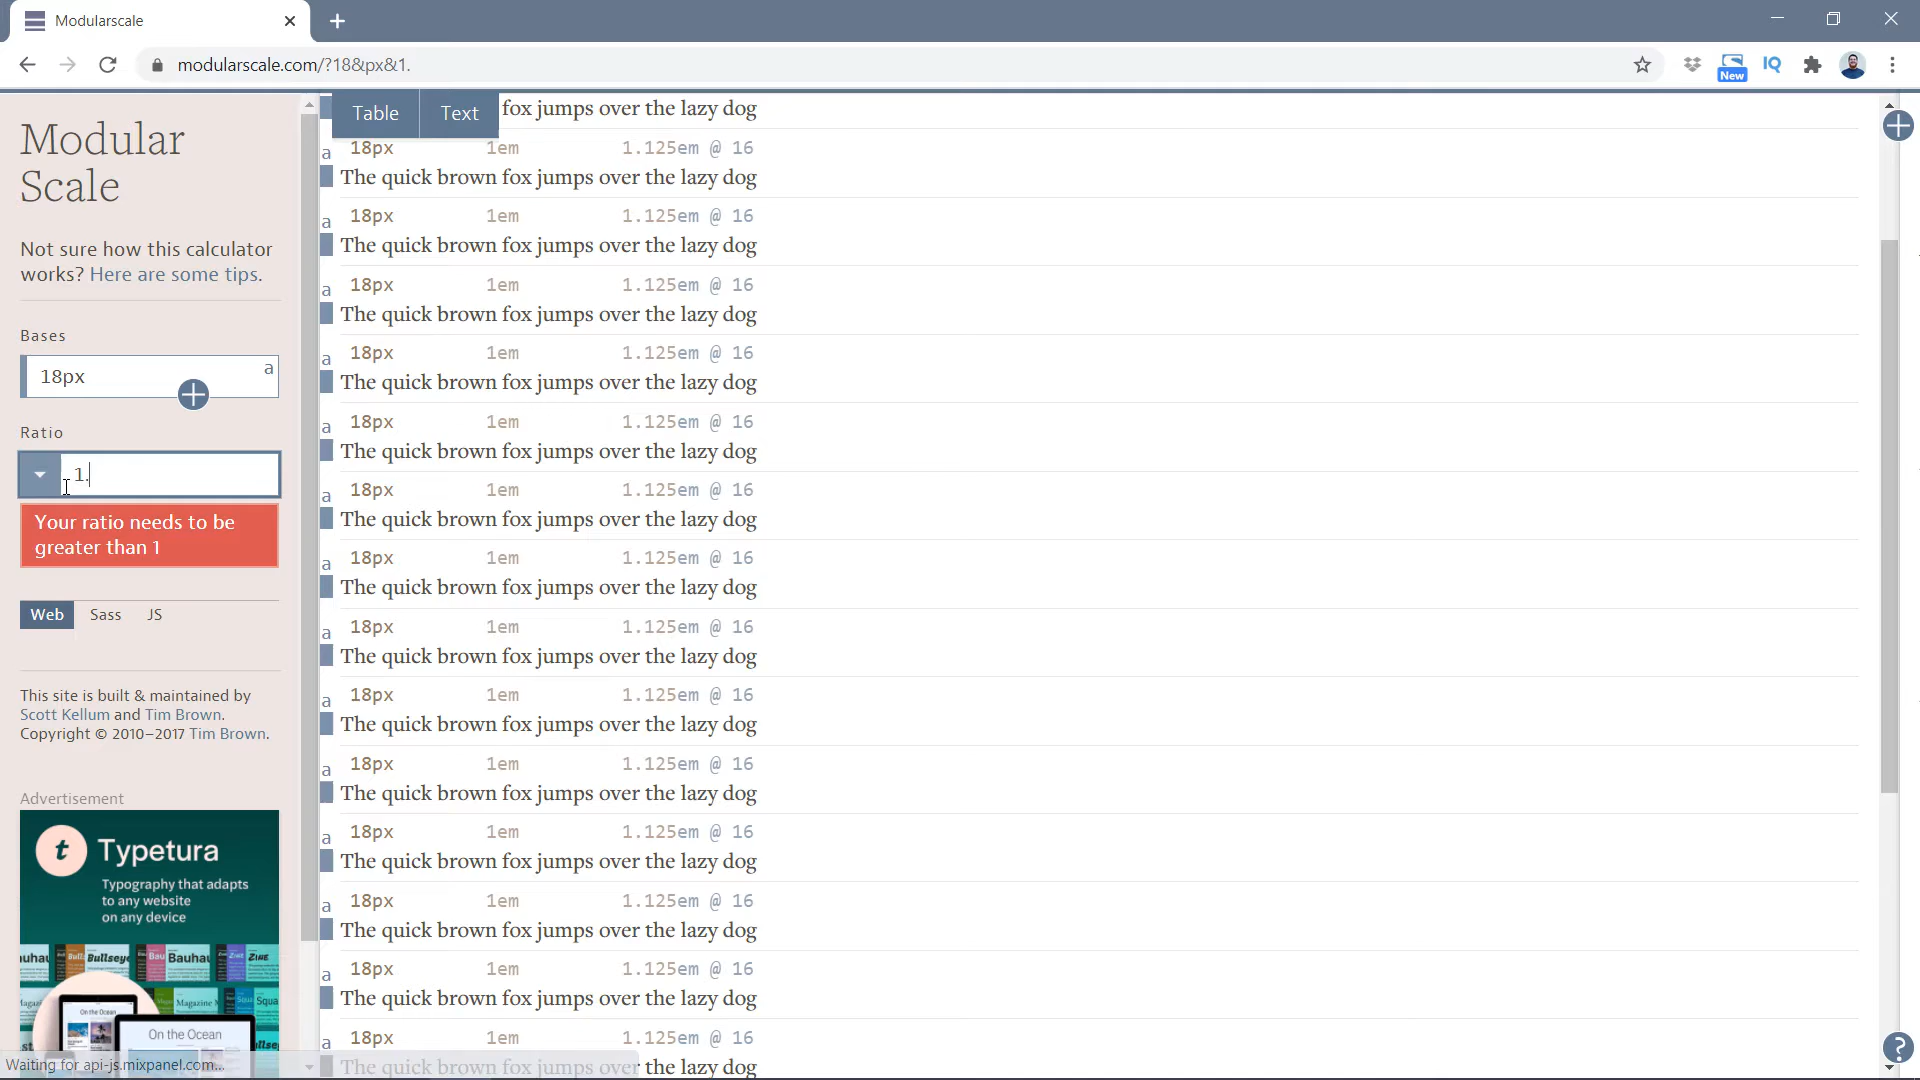 Modularscale
modularscale.com/?18&px&1.
New
IQ
Modular
Scale
Not sure how this calculator
works? Here are some tips.
Bases
18px
a
Ratio
1.
Your ratio needs to be
greater than 1
Web Sass JS
This site is built & maintained by
Scott Kellum and Tim Brown.
Copyright © 2010–2017 Tim Brown.
Advertisement
t Typetura
Typography that adapts
to any website
on any device
Bullseye
Bauhau
ZINE
Magazine
Squa
On the Ocean
On the Ocean
Waiting for api-js.mixpanel.com...
Table Text
fox jumps over the lazy dog
a 18px 1em 1.125em @ 16
The quick brown fox jumps over the lazy dog
a 18px 1em 1.125em @ 16
The quick brown fox jumps over the lazy dog
a 18px 1em 1.125em @ 16
The quick brown fox jumps over the lazy dog
a 18px 1em 1.125em @ 16
The quick brown fox jumps over the lazy dog
a 18px 1em 1.125em @ 16
The quick brown fox jumps over the lazy dog
a 18px 1em 1.125em @ 16
The quick brown fox jumps over the lazy dog
a 18px 1em 1.125em @ 16
The quick brown fox jumps over the lazy dog
a 18px 1em 1.125em @ 16
The quick brown fox jumps over the lazy dog
a 18px 1em 1.125em @ 16
The quick brown fox jumps over the lazy dog
a 18px 1em 1.125em @ 16
The quick brown fox jumps over the lazy dog
a 18px 1em 1.125em @ 16
The quick brown fox jumps over the lazy dog
a 18px 1em 1.125em @ 16
The quick brown fox jumps over the lazy dog
a 18px 1em 1.125em @ 16
The quick brown fox jumps over the lazy dog
a 18px 1em 1.125em @ 16
The quick brown fox jumps over the lazy dog
?